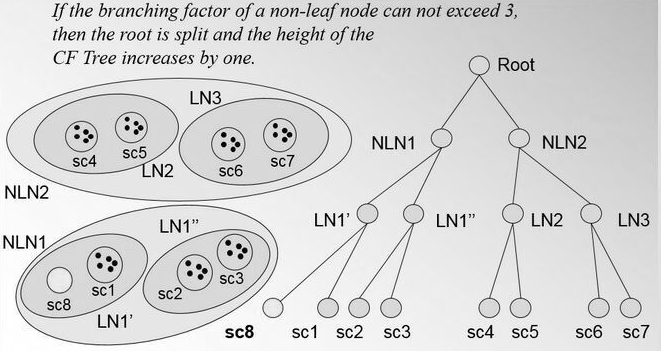 If the branching factor of a non-leaf node can not exceed 3,
then the root is split and the height of the
CF Tree increases by one.
Root
LN3
sc4
sc5
LN2
sc6
sc7
NLN2
NLN1
NLN2
LN1'
LN1''
LN2
LN3
NLN1
LN1''
sc8
sc1
sc2
sc3
LN1'
sc8
sc1
sc2
sc3
sc4
sc5
sc6
sc7